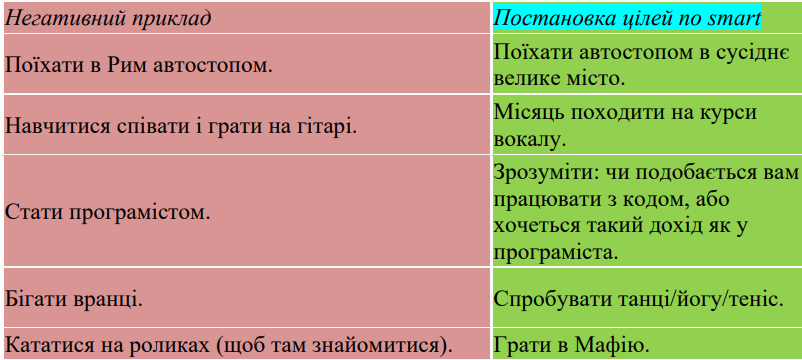 Негативний приклад
Постановка цілей по smart
Поїхати в Рим автостопом.
Поїхати автостопом в сусіднє
велике місто.
Навчитися співати і грати на гітарі.
Місяць походити на курси
вокалу.
Стати програмістом.
Зрозуміти: чи подобається вам
працювати з кодом, або
хочеться такий дохід як у
програміста.
Бігати вранці.
Спробувати танці/йогу/теніс.
Кататися на роликах (щоб там знайомитися).
Грати в Мафію.